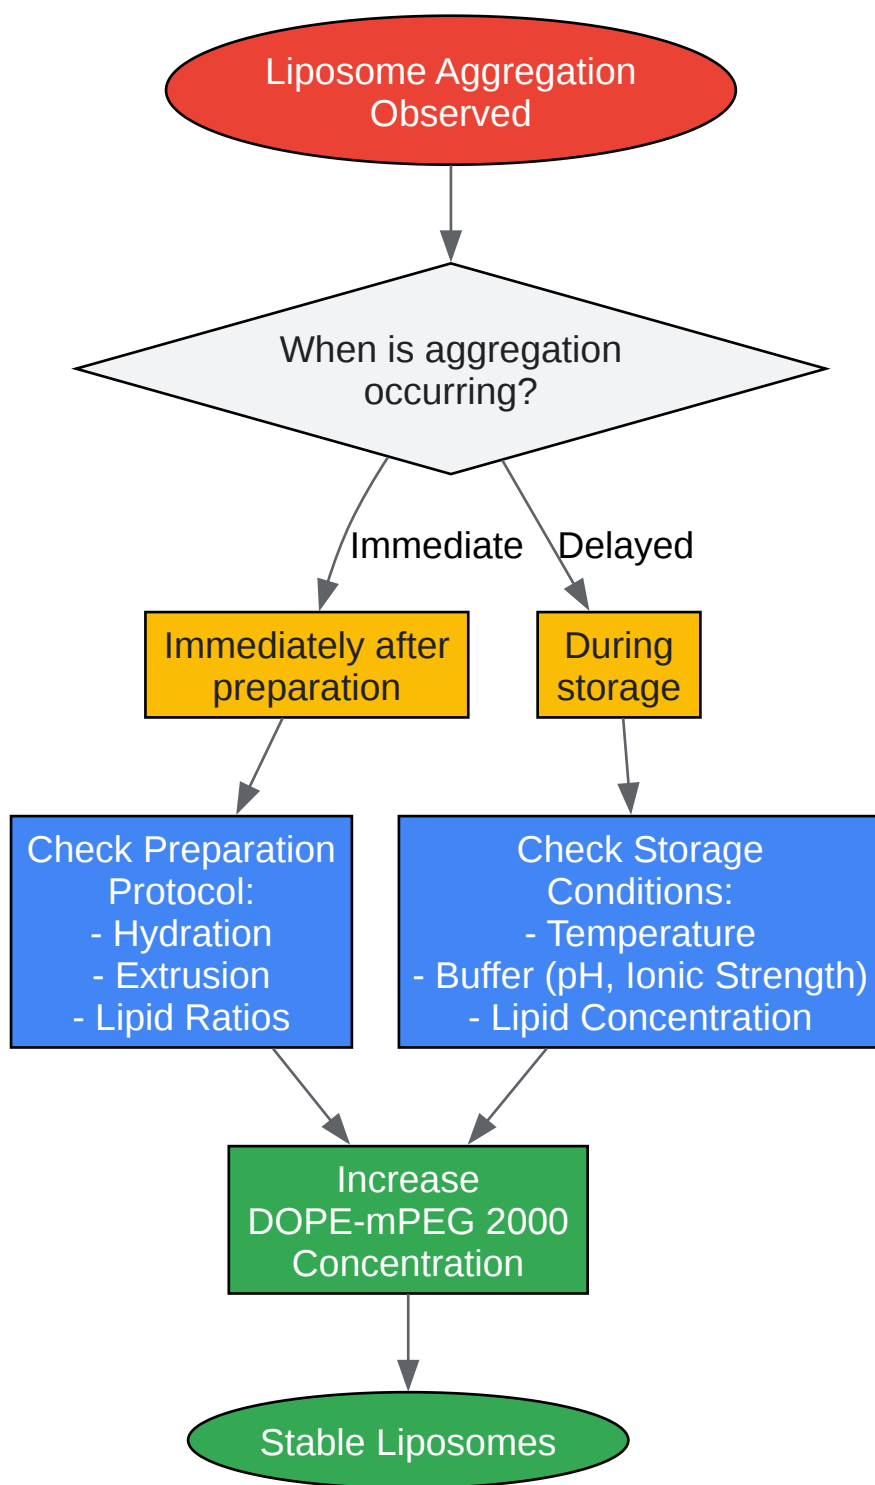 Liposome Aggregation
Observed
When is aggregation
occurring?
Immediate
Delayed
Immediately after
preparation
During
storage
Check Preparation
Protocol:
- Hydration
- Extrusion
- Lipid Ratios
Check Storage
Conditions:
- Temperature
- Buffer (pH, Ionic Strength)
- Lipid Concentration
Increase
DOPE-mPEG 2000
Concentration
Stable Liposomes